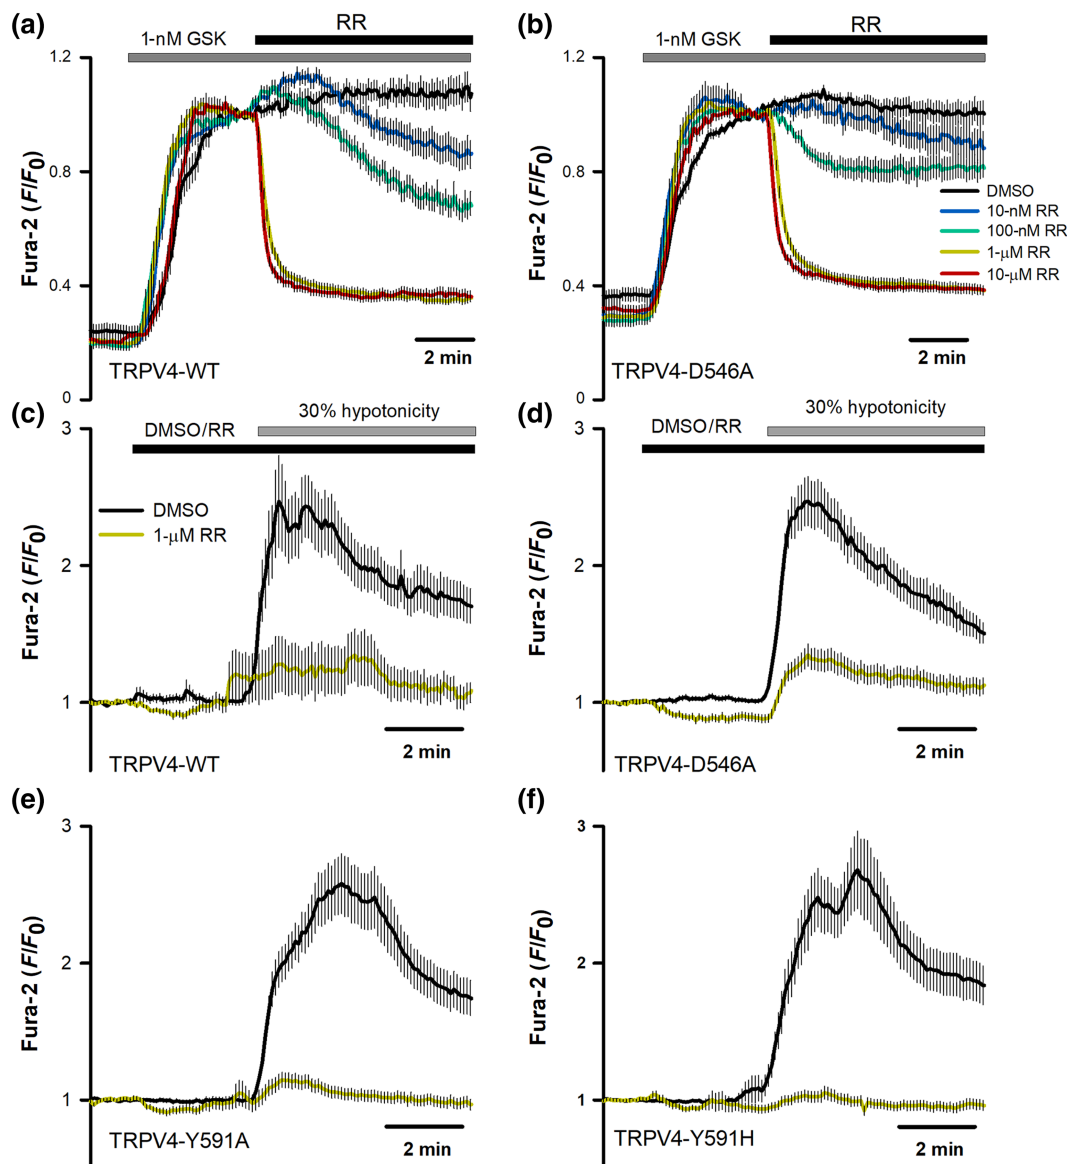 (a)
RR
1-nM GSK
1.2
0.8
0.4
0
Fura-2 (F/F0)
2 min
TRPV4-WT
(b)
RR
1-nM GSK
1.2
0.8
0.4
0
Fura-2 (F/F0)
DMSO
10-nM RR
100-nM RR
1-μM RR
10-μM RR
2 min
TRPV4-D546A
(c)
30% hypotonicity
DMSO/RR
3
2
1
Fura-2 (F/F0)
DMSO
1-μM RR
2 min
TRPV4-WT
(d)
30% hypotonicity
DMSO/RR
3
2
1
Fura-2 (F/F0)
2 min
TRPV4-D546A
(e)
3
2
1
Fura-2 (F/F0)
2 min
TRPV4-Y591A
(f)
3
2
1
Fura-2 (F/F0)
2 min
TRPV4-Y591H